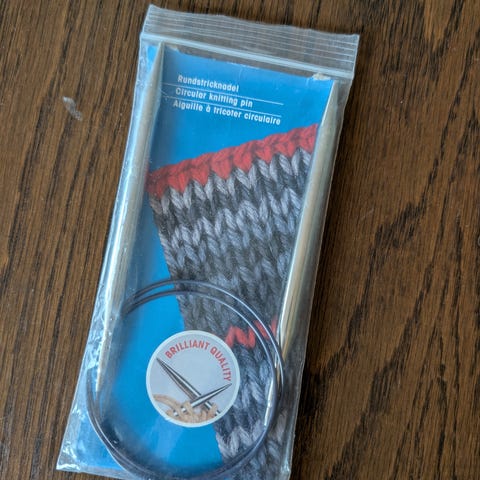 Rundstricknadel
Circular knitting pin
Aiguille à tricoter circulaire
BRILLIANT QUALITY